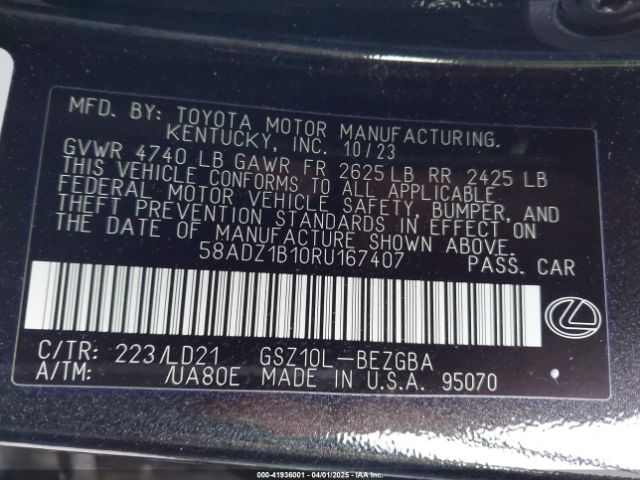 MFD. BY: TOYOTA MOTOR MANUFACTURING.
KENTUCKY, INC. 10/23
GVWR 4740 LB GAWR FR 2625 LB RR 2425 LB
THIS VEHICLE CONFORMS TO ALL APPLICABLE
FEDERAL MOTOR VEHICLE SAFETY, BUMPER, AND
THEFT PREVENTION STANDARDS IN EFFECT ON
THE DATE OF MANUFACTURE SHOWN ABOVE.
58ADZ1B10RU167407 PASS. CAR
C/TR: 223/LD21 GSZ10L-BEZGBA
A/TM: /UA80E MADE IN U.S.A. 95070
000-41936001 - 04/01/2025 - IAAI.COM